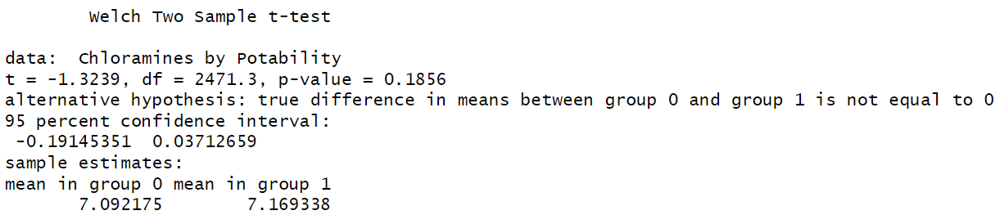 Welch Two Sample t-test
data:  Chloramines by Potability
t = -1.3239, df = 2471.3, p-value = 0.1856
alternative hypothesis: true difference in means between group 0 and group 1 is not equal to 0
95 percent confidence interval:
 -0.19145351  0.03712659
sample estimates:
mean in group 0 mean in group 1
       7.092175        7.169338